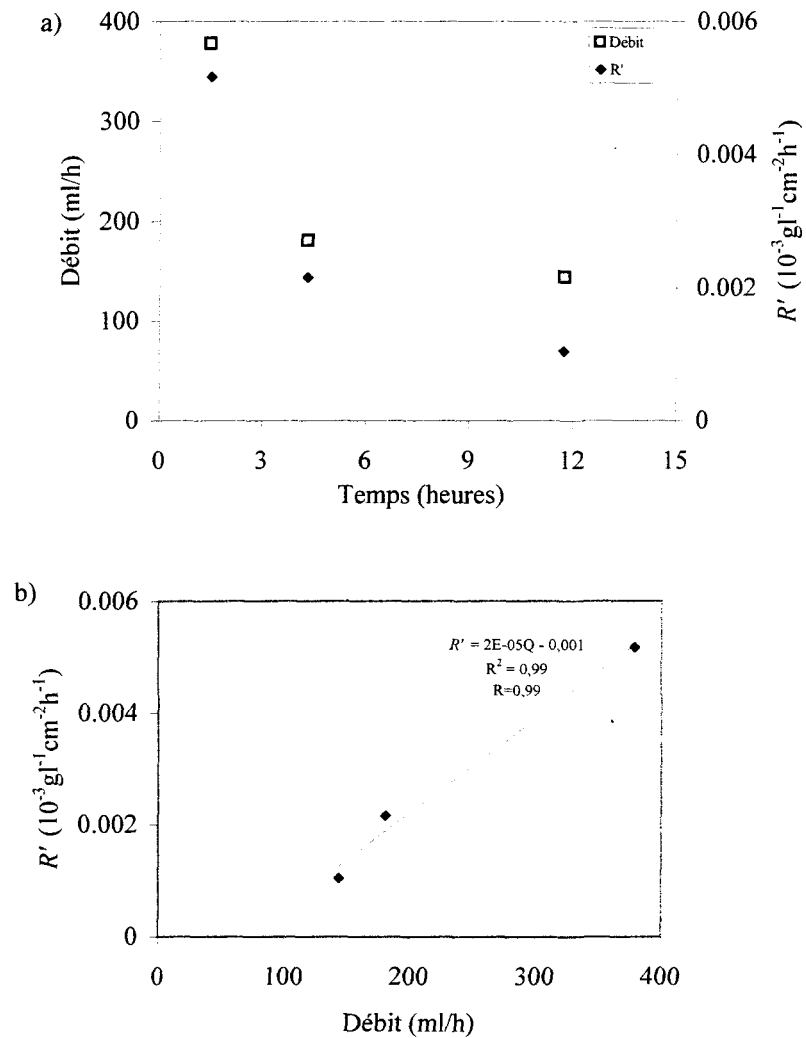 a)
400
300
200
100
0
Débit (ml/h)
0.006
0.004
0.002
0
R' (10⁻³gl⁻¹cm⁻²h⁻¹)
Débit
R'
0 3 6 9 12 15
Temps (heures)
b)
0.006
0.004
0.002
0
R' (10⁻³gl⁻¹cm⁻²h⁻¹)
R' = 2E-05Q - 0,001
R² = 0,99
R=0,99
0 100 200 300 400
Débit (ml/h)